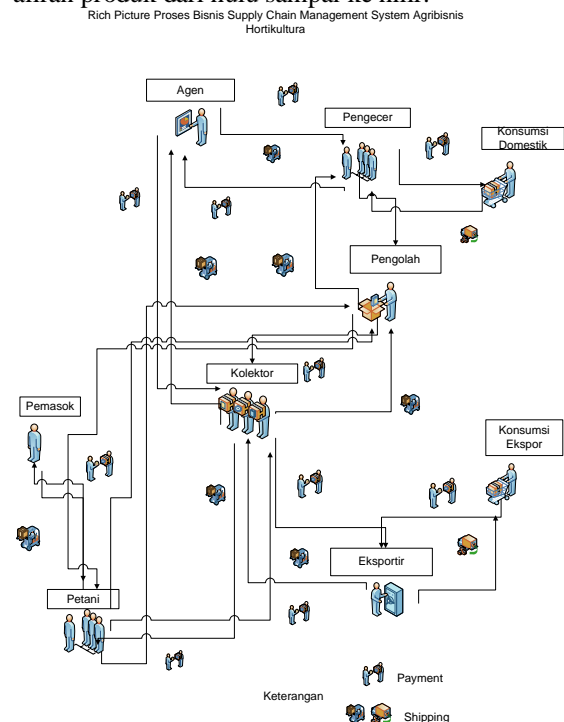 aliran produk dari hulu sampai ke hilir.
Rich Picture Proses Bisnis Supply Chain Management System Agribisnis
Hortikultura
Agen
Pengecer
Konsumsi
Domestik
Pengolah
Kolektor
Pemasok
Konsumsi
Ekspor
Eksportir
Petani
Payment
Keterangan
Shipping